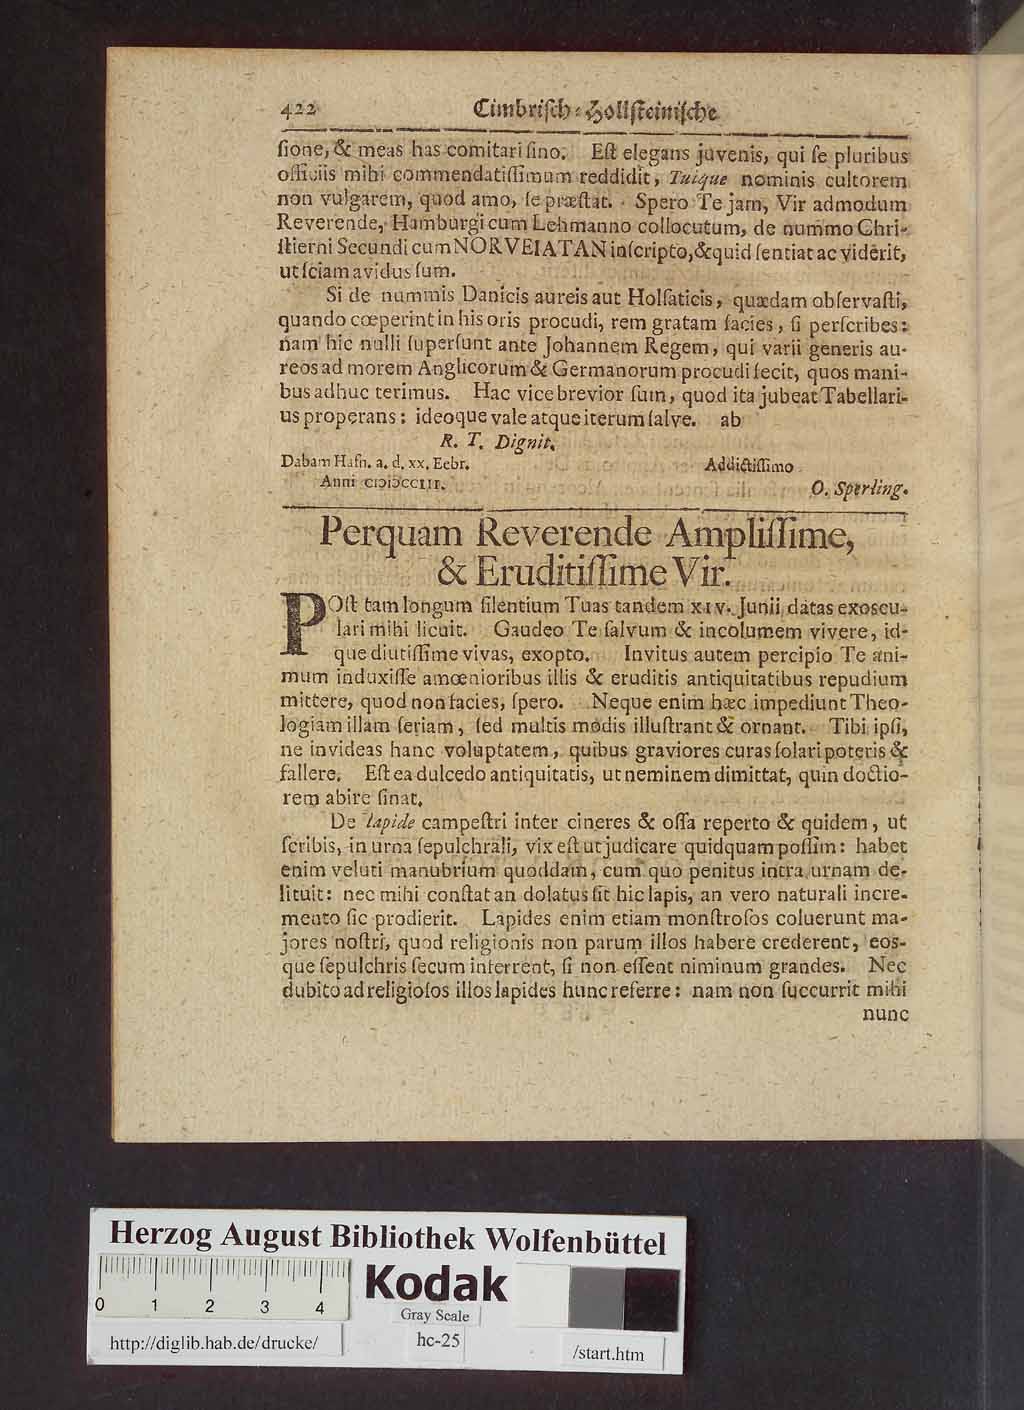 422 Cimbrisch-Hollsteinische
ſione, & meas has comitari ſino. Eſt elegans juvenis, qui ſe pluribus
officiis mihi commendatiſſimum reddidit, Tuique nominis cultorem
non vulgarem, quod amo, ſe præſtat. Spero Te jam, Vir admodum
Reverende, Hamburgi cum Lehmanno collocutum, de nummo Chri-
ſtierni Secundi cum NORVEIATAN inſcripto, & quid ſentiat ac viderit,
ut ſciam avidus ſum.
Si de nummis Danicis aureis aut Holſaticis, quædam obſervaſti,
quando cœperint in his oris procudi, rem gratam facies, ſi perſcribes:
nam hic nulli ſuperſunt ante Johannem Regem, qui varii generis au-
reos ad morem Anglicorum & Germanorum procudi fecit, quos mani-
bus adhuc terimus. Hac vice brevior ſum, quod ita jubeat Tabellari-
us properans: ideoque vale atque iterum ſalve. ab
R. T. Dignit.
Dabam Hafn. a. d. xx. Febr. Addictiſſimo
Anni CIƆIƆCCIII. O. Sperling.
Perquam Reverende Ampliſſime,
& Eruditiſſime Vir.
POſt tam longum ſilentium Tuas tandem XIV. Junii datas exoscu-
lari mihi licuit. Gaudeo Te ſalvum & incolumem vivere, id-
que diutiſſime vivas, exopto. Invitus autem percipio Te ani-
mum induxiſſe amœnioribus illis & eruditis antiquitatibus repudium
mittere, quod non facies, ſpero. Neque enim hæc impediunt Theo-
logiam illam ſeriam, ſed multis modis illuſtrant & ornant. Tibi ipſi,
ne invideas hanc voluptatem, quibus graviores curas ſolari poteris &
fallere. Eſt ea dulcedo antiquitatis, ut neminem dimittat, quin doctio-
rem abire ſinat.
De lapide campeſtri inter cineres & oſſa reperto & quidem, ut
ſcribis, in urna ſepulchrali, vix eſt ut judicare quidquam poſſim: habet
enim veluti manubrium quoddam, cum quo penitus intra urnam de-
lituit: nec mihi conſtat an dolatus ſit hic lapis, an vero naturali incre-
mento ſic prodierit. Lapides enim etiam monſtroſos coluerunt ma-
jores noſtri, quod religionis non parum illos habere crederent, eos-
que ſepulchris ſecum inferrent, ſi non eſſent niminum grandes. Nec
dubito ad religioſos illos lapides hunc referre: nam non ſuccurrit mihi
nunc
Herzog August Bibliothek Wolfenbüttel
0 1 2 3 4
Kodak
Gray Scale
http://diglib.hab.de/drucke/ hc-25 /start.htm